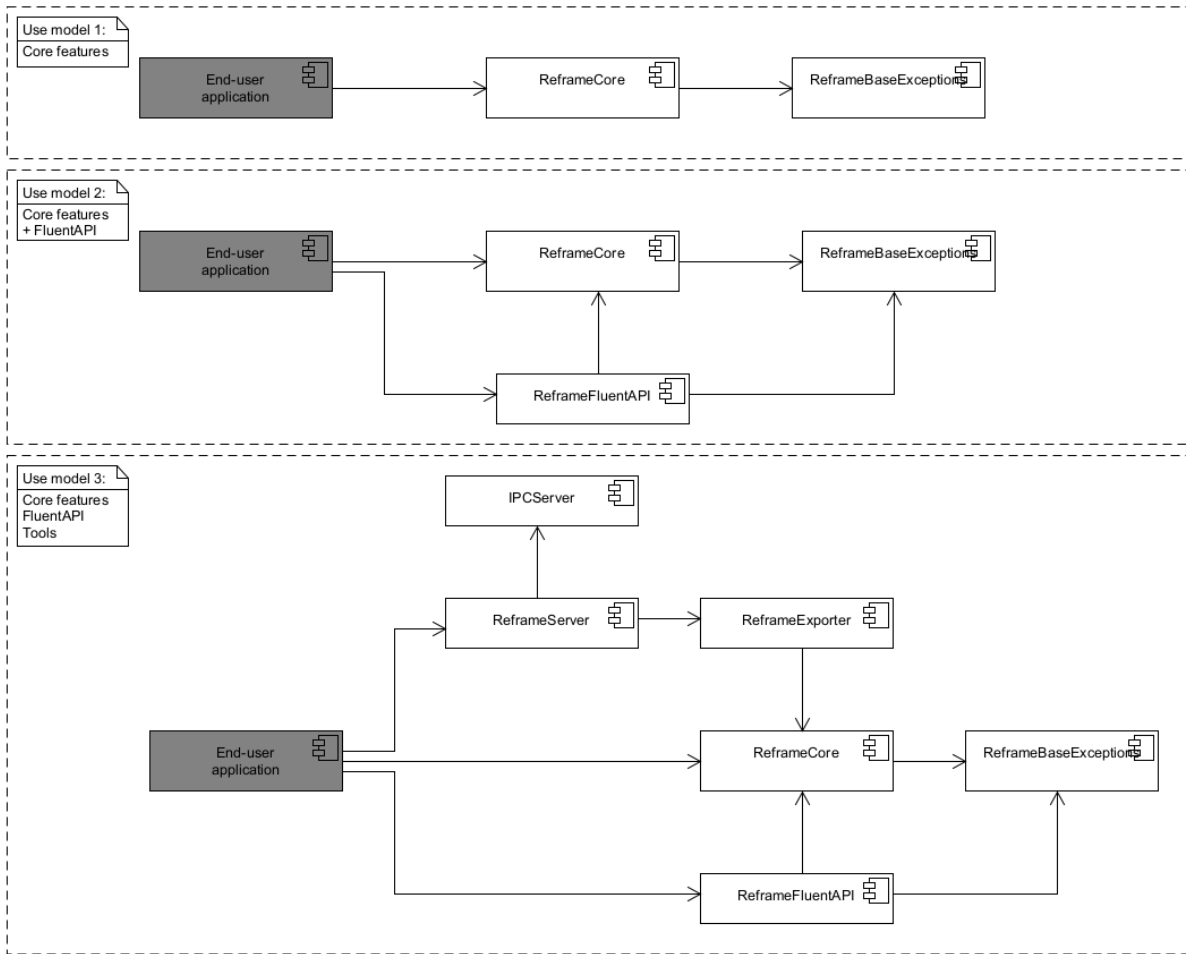 Use model 1:
Core features
End-user
application
ReframeCore
ReframeBaseExceptions
Use model 2:
Core features
+ FluentAPI
End-user
application
ReframeCore
ReframeBaseExceptions
ReframeFluentAPI
Use model 3:
Core features
FluentAPI
Tools
IPCServer
ReframeServer
ReframeExporter
End-user
application
ReframeCore
ReframeBaseExceptions
ReframeFluentAPI